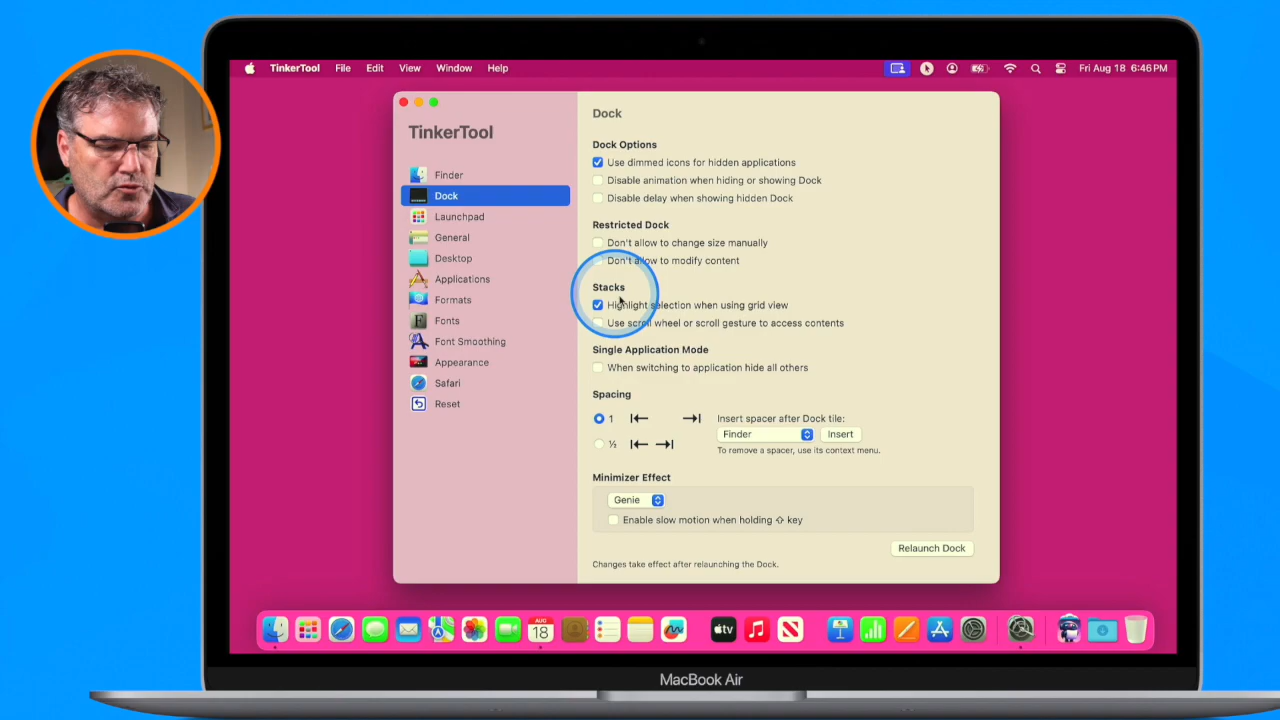 TinkerTool File Edit View Window Help Fri Aug 18 6:46 PM
TinkerTool
Finder
Dock
Launchpad
General
Desktop
Applications
Formats
Fonts
Font Smoothing
Appearance
Safari
Reset
Dock
Dock Options
Use dimmed icons for hidden applications
Disable animation when hiding or showing Dock
Disable delay when showing hidden Dock
Restricted Dock
Don't allow to change size manually
Don't allow to modify content
Stacks
Highlight selection when using grid view
Use scroll wheel or scroll gesture to access contents
Single Application Mode
When switching to application hide all others
Spacing
1
½
Insert spacer after Dock tile:
Finder Insert
To remove a spacer, use its context menu.
Minimizer Effect
Genie
Enable slow motion when holding ⇧ key
Relaunch Dock
Changes take effect after relaunching the Dock.
AUG
18
tv
MacBook Air